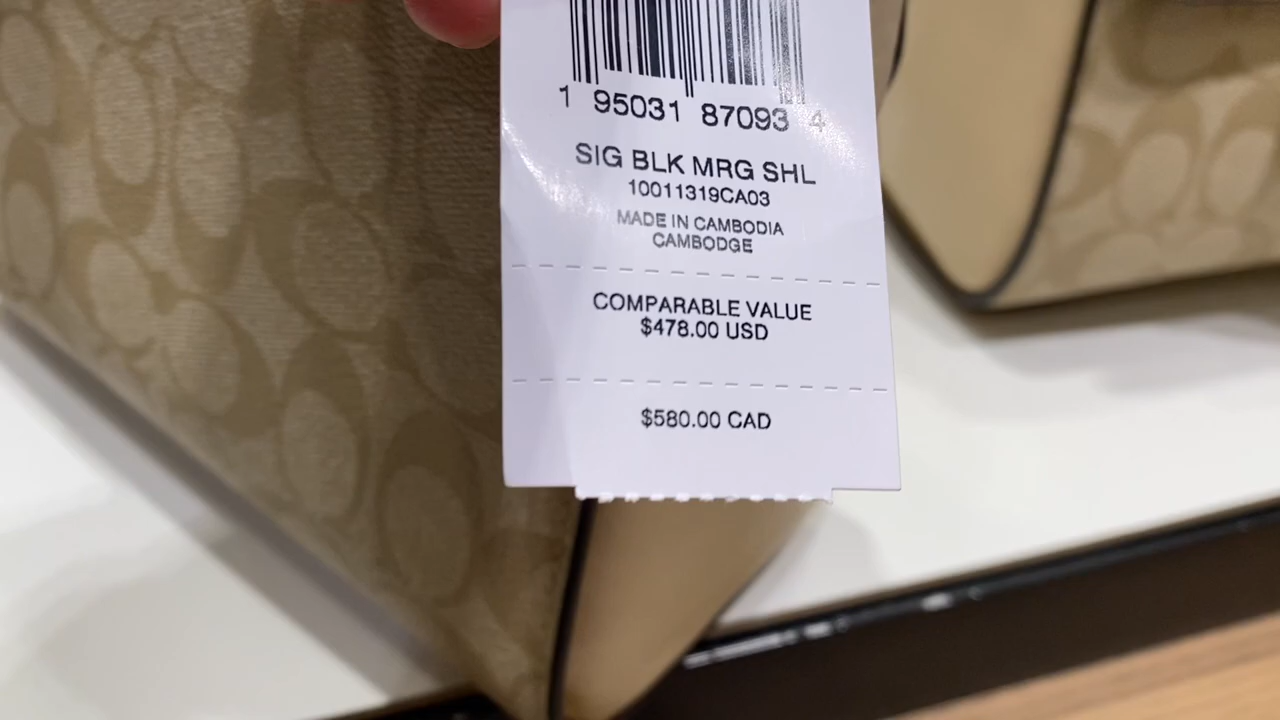 1 95031 87093 4
SIG BLK MRG SHL
10011319CA03
MADE IN CAMBODIA
CAMBODGE
COMPARABLE VALUE
$478.00 USD
$580.00 CAD